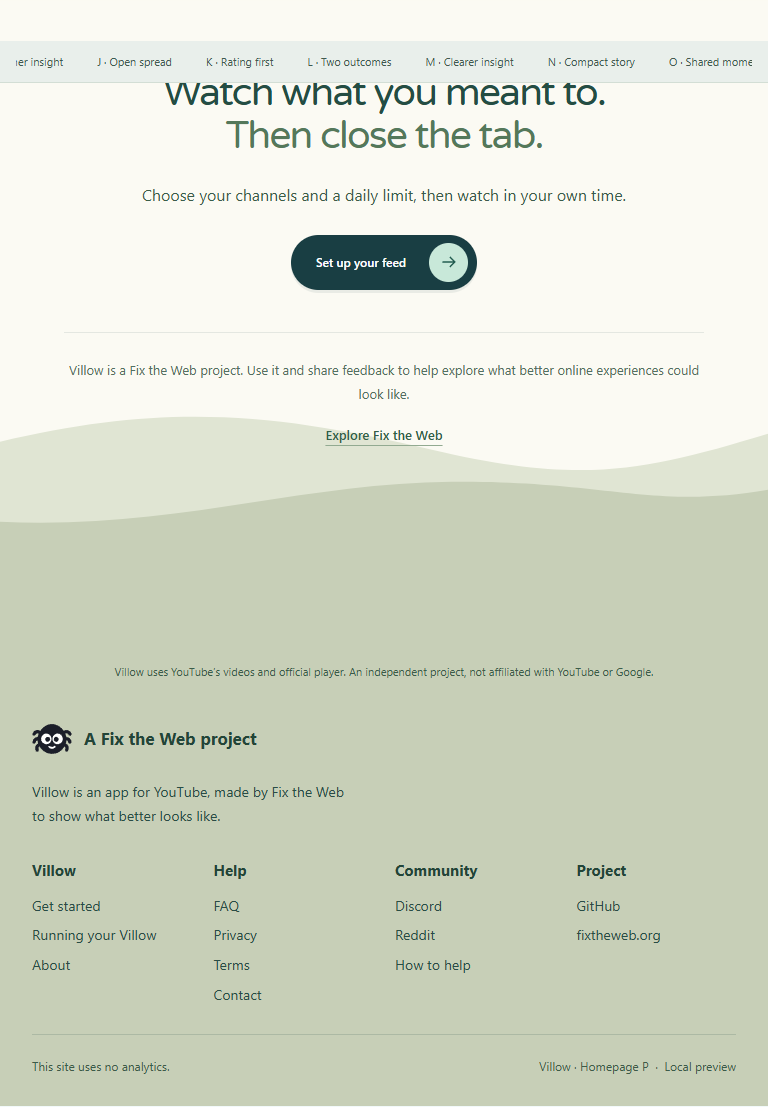 er insight J · Open spread K · Rating first L · Two outcomes M · Clearer insight N · Compact story O · Shared mome
Watch what you meant to.
Then close the tab.
Choose your channels and a daily limit, then watch in your own time.
Set up your feed →
Villow is a Fix the Web project. Use it and share feedback to help explore what better online experiences could
look like.
Explore Fix the Web
Villow uses YouTube's videos and official player. An independent project, not affiliated with YouTube or Google.
A Fix the Web project
Villow is an app for YouTube, made by Fix the Web
to show what better looks like.
Villow Help Community Project
Get started FAQ Discord GitHub
Running your Villow Privacy Reddit fixtheweb.org
About Terms How to help
Contact
This site uses no analytics. Villow · Homepage P · Local preview